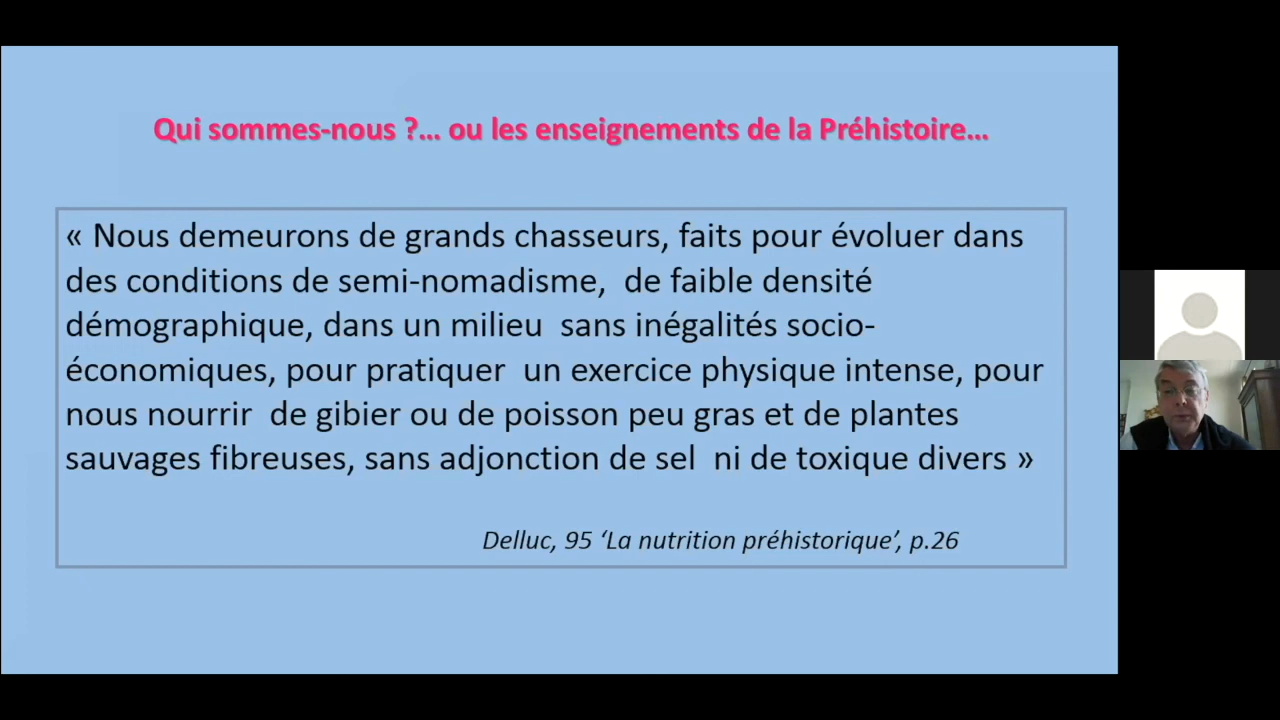 Qui sommes-nous ?... ou les enseignements de la Préhistoire...
« Nous demeurons de grands chasseurs, faits pour évoluer dans
des conditions de semi-nomadisme,  de faible densité
démographique, dans un milieu  sans inégalités socio-
économiques, pour pratiquer  un exercice physique intense, pour
nous nourrir  de gibier ou de poisson peu gras et de plantes
sauvages fibreuses, sans adjonction de sel  ni de toxique divers »
Delluc, 95 ‘La nutrition préhistorique’, p.26